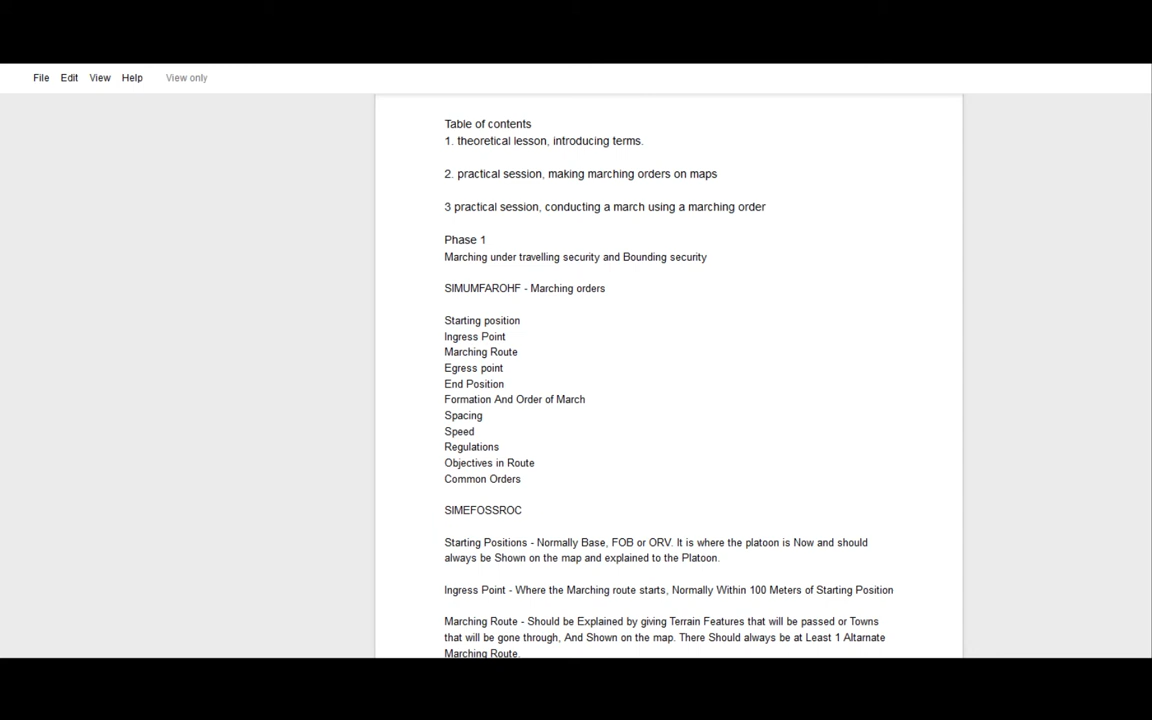 File Edit View Help View only
Table of contents
1. theoretical lesson, introducing terms.
2. practical session, making marching orders on maps
3 practical session, conducting a march using a marching order
Phase 1
Marching under travelling security and Bounding security
SIMUMFAROHF - Marching orders
Starting position
Ingress Point
Marching Route
Egress point
End Position
Formation And Order of March
Spacing
Speed
Regulations
Objectives in Route
Common Orders
SIMEFOSSROC
Starting Positions - Normally Base, FOB or ORV. It is where the platoon is Now and should
always be Shown on the map and explained to the Platoon.
Ingress Point - Where the Marching route starts, Normally Within 100 Meters of Starting Position
Marching Route - Should be Explained by giving Terrain Features that will be passed or Towns
that will be gone through, And Shown on the map. There Should always be at Least 1 Altarnate
Marching Route.